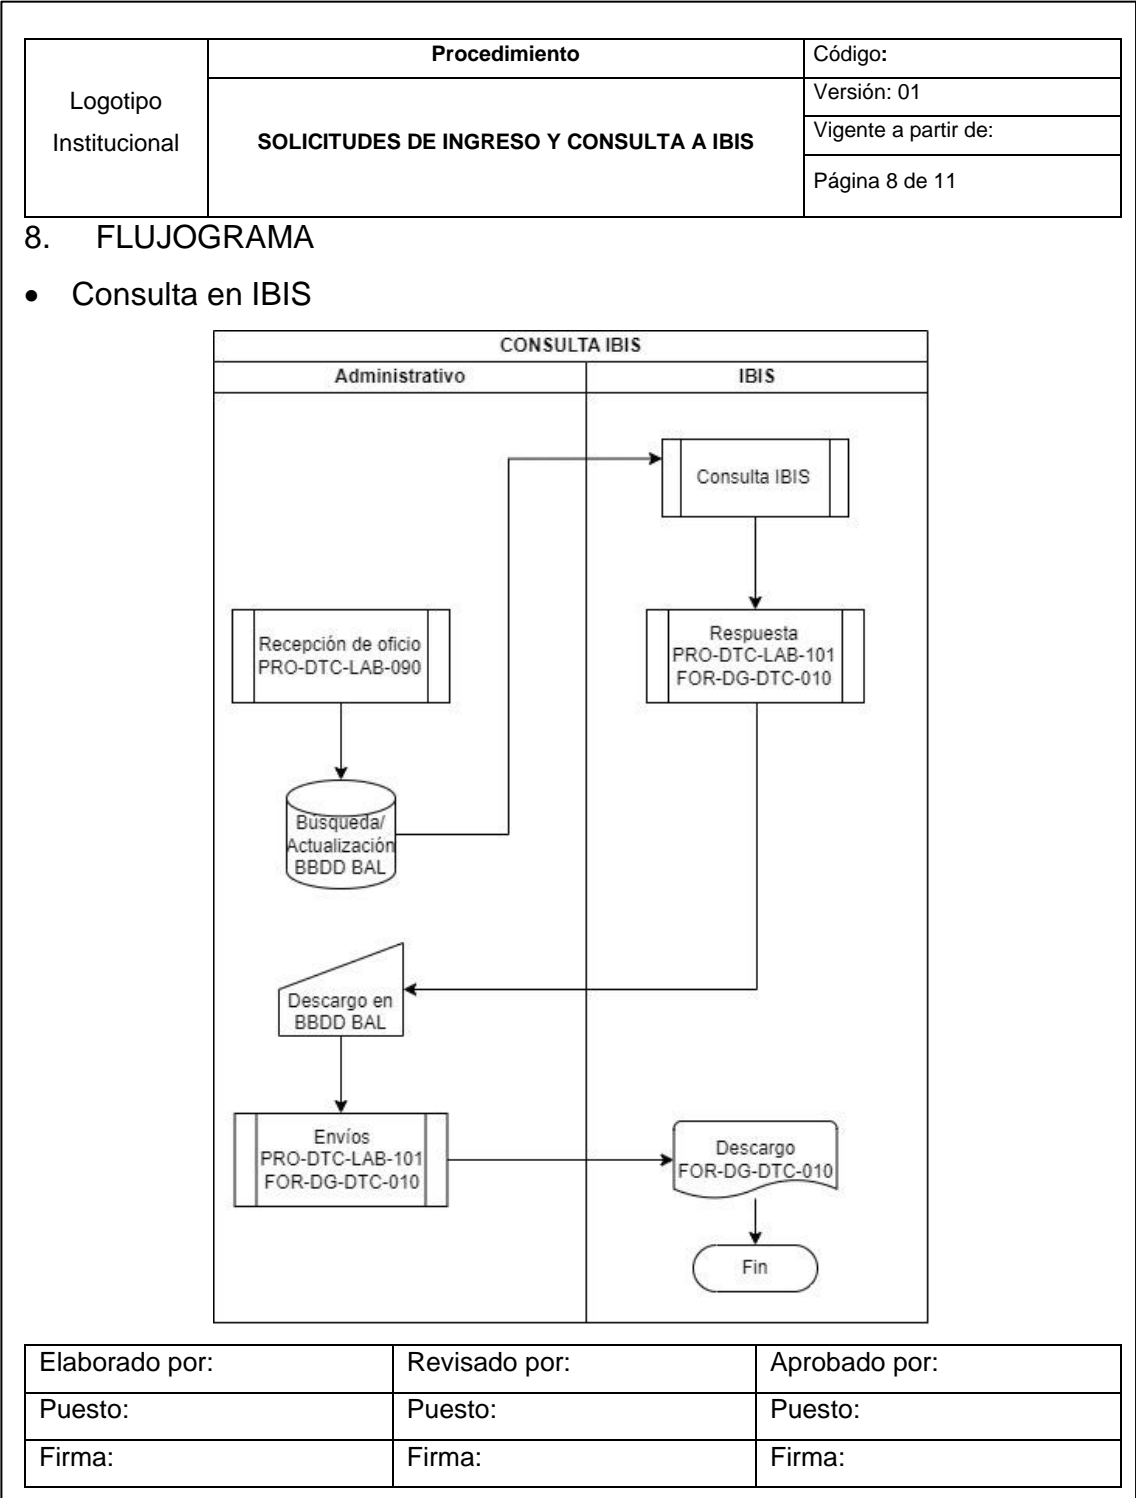 Logotipo
Institucional
Procedimiento
SOLICITUDES DE INGRESO Y CONSULTA A IBIS
Código:
Versión: 01
Vigente a partir de:
Página 8 de 11
8. FLUJOGRAMA
• Consulta en IBIS
CONSULTA IBIS
Administrativo
IBIS
Consulta IBIS
Recepción de oficio
PRO-DTC-LAB-090
Respuesta
PRO-DTC-LAB-101
FOR-DG-DTC-010
Búsqueda/
Actualización
BBDD BAL
Descargo en
BBDD BAL
Envíos
PRO-DTC-LAB-101
FOR-DG-DTC-010
Descargo
FOR-DG-DTC-010
Fin
Elaborado por:
Revisado por:
Aprobado por:
Puesto:
Puesto:
Puesto:
Firma:
Firma:
Firma: